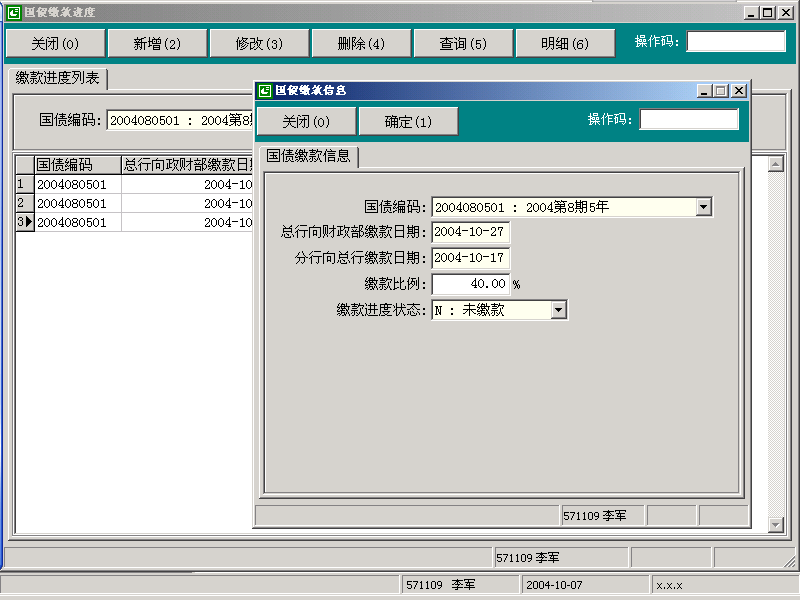 国债缴款进度
关闭(0) 新增(2) 修改(3) 删除(4) 查询(5) 明细(6) 操作码:
缴款进度列表
国债编码: 2004080501 : 2004第8
国债编码 总行向政财部缴款日
1 2004080501 2004-10
2 2004080501 2004-10
3 2004080501 2004-10
国债缴款信息
关闭(0) 确定(1) 操作码:
国债缴款信息
国债编码: 2004080501 : 2004第8期5年
总行向财政部缴款日期: 2004-10-27
分行向总行缴款日期: 2004-10-17
缴款比例: 40.00 %
缴款进度状态: N : 未缴款
571109 李军
571109 李军
571109 李军 2004-10-07 x.x.x